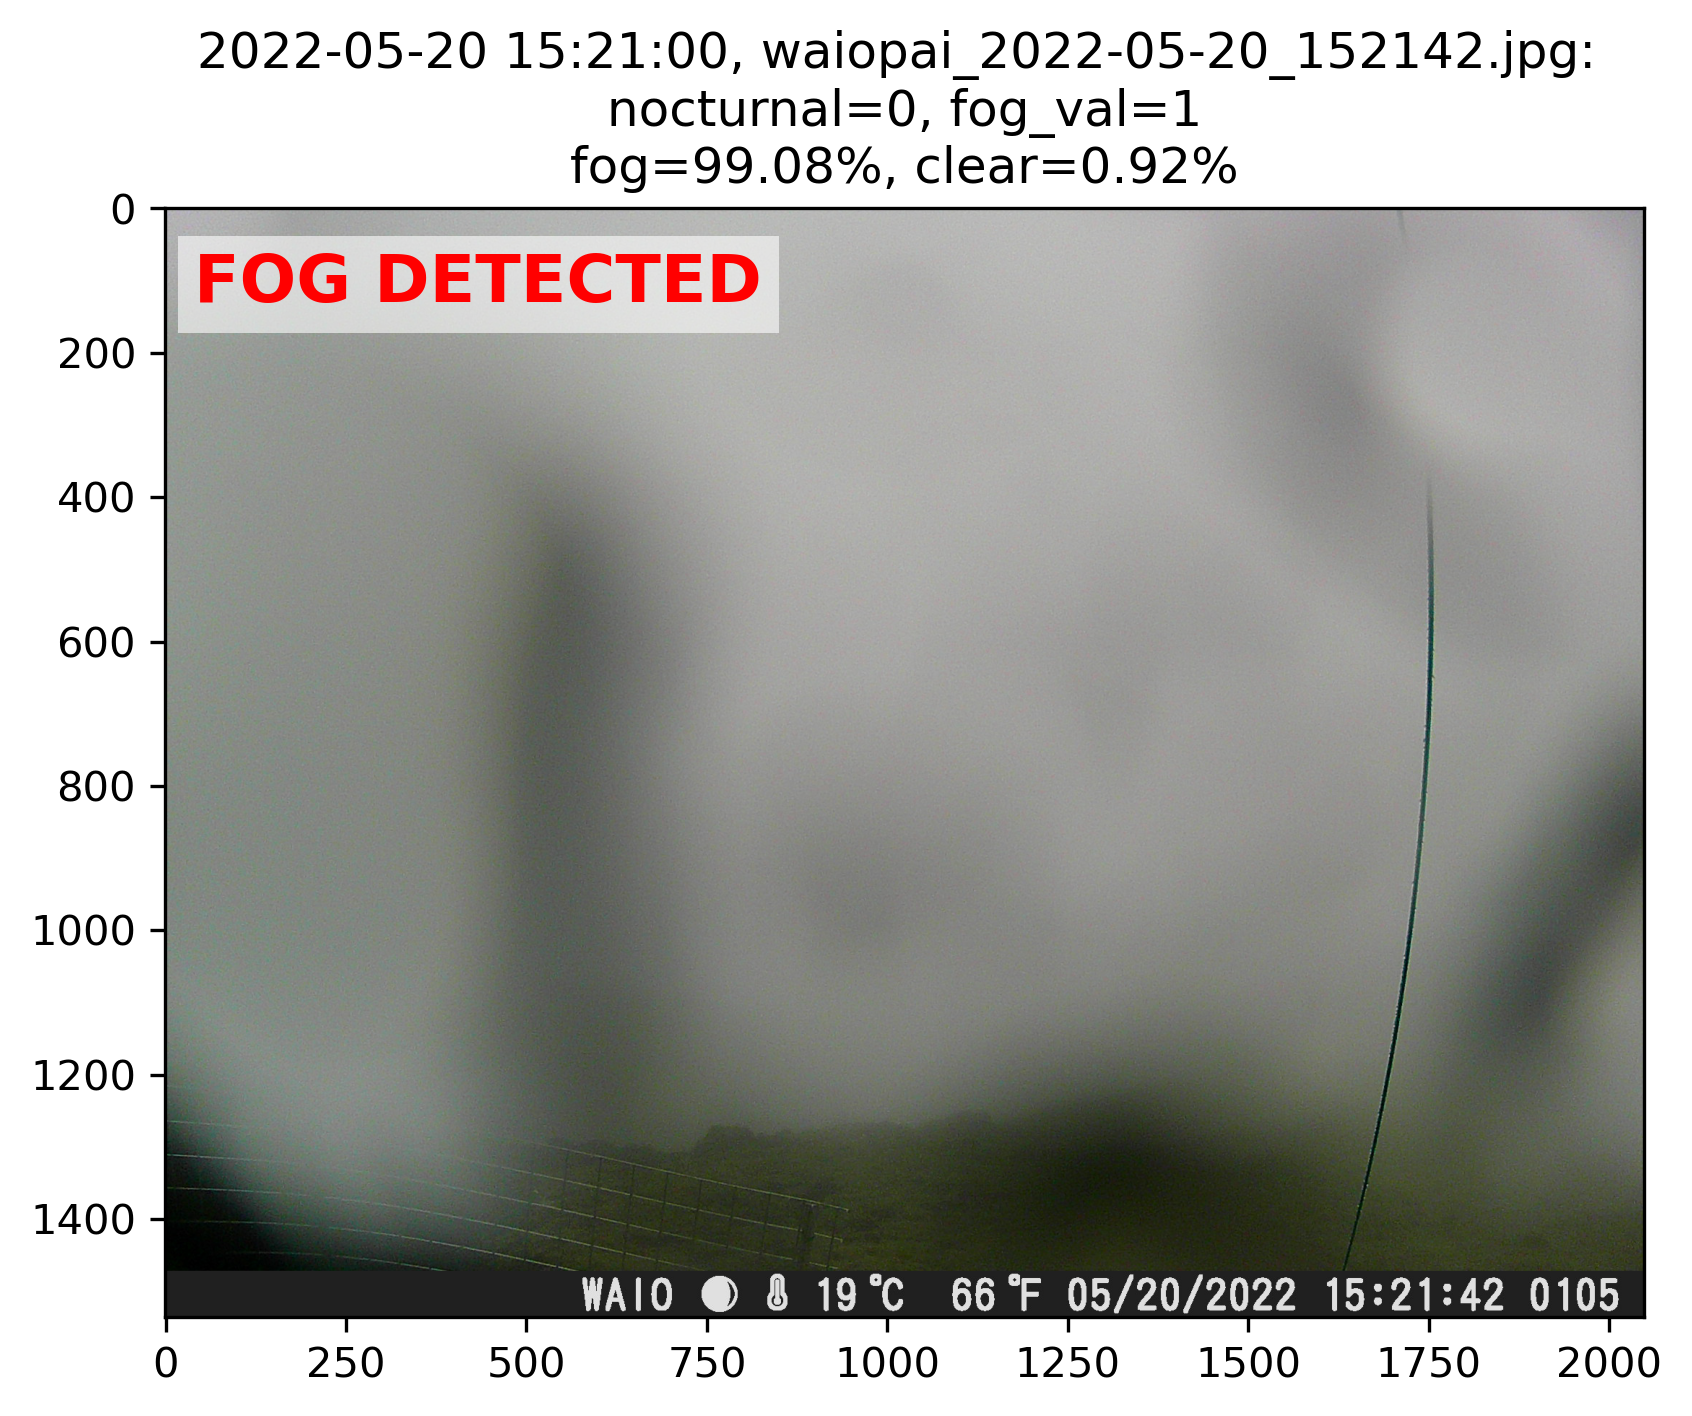 2022-05-20 15:21:00, waiopai_2022-05-20_152142.jpg:
nocturnal=0, fog_val=1
fog=99.08%, clear=0.92%
FOG DETECTED
0
200
400
600
800
1000
1200
1400
WAIO 19°C 66°F 05/20/2022 15:21:42 0105
0 250 500 750 1000 1250 1500 1750 2000